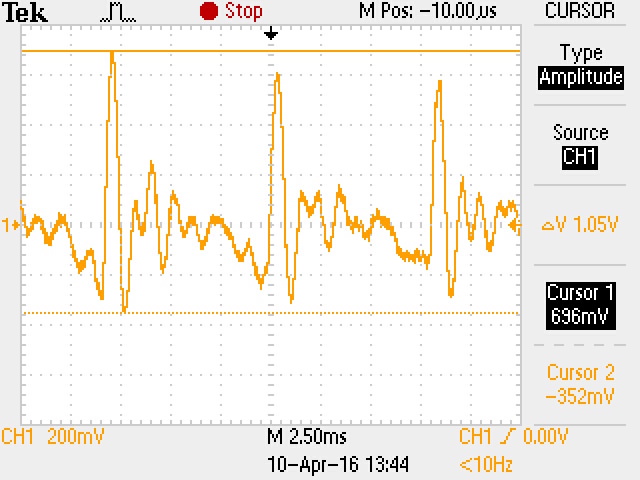 Tek Stop M Pos: -10.00µs CURSOR
Type
Amplitude
Source
CH1
1
△V 1.05V
Cursor 1
696mV
Cursor 2
-352mV
CH1 200mV M 2.50ms CH1 / 0.00V
10-Apr-16 13:44 <10Hz